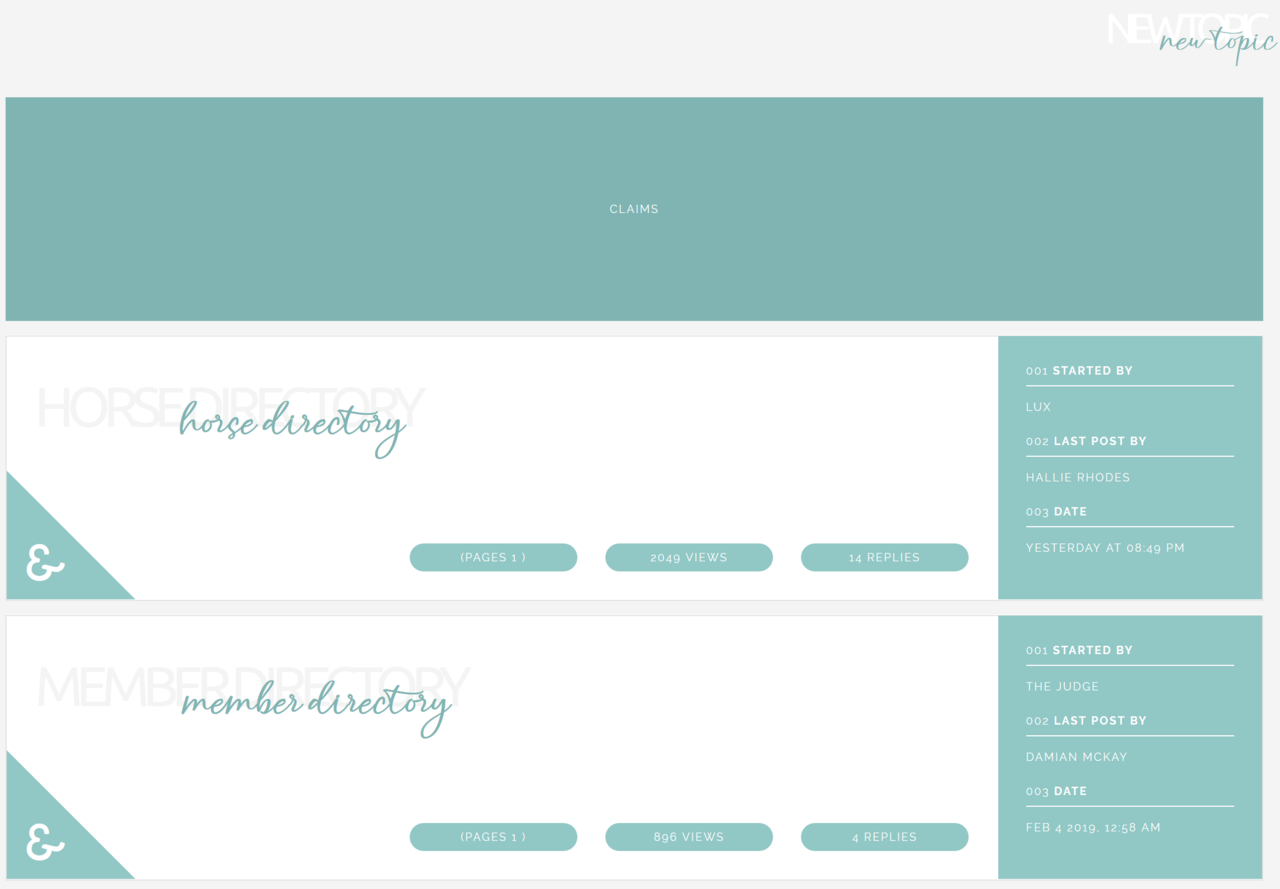 NEW TOPIC
new topic
CLAIMS
HORSE DIRECTORY
horse directory
001 STARTED BY
LUX
002 LAST POST BY
HALLIE RHODES
003 DATE
YESTERDAY AT 08:49 PM
&
(PAGES 1 )
2049 VIEWS
14 REPLIES
MEMBER DIRECTORY
member directory
001 STARTED BY
THE JUDGE
002 LAST POST BY
DAMIAN MCKAY
003 DATE
FEB 4 2019, 12:58 AM
&
(PAGES 1 )
896 VIEWS
4 REPLIES